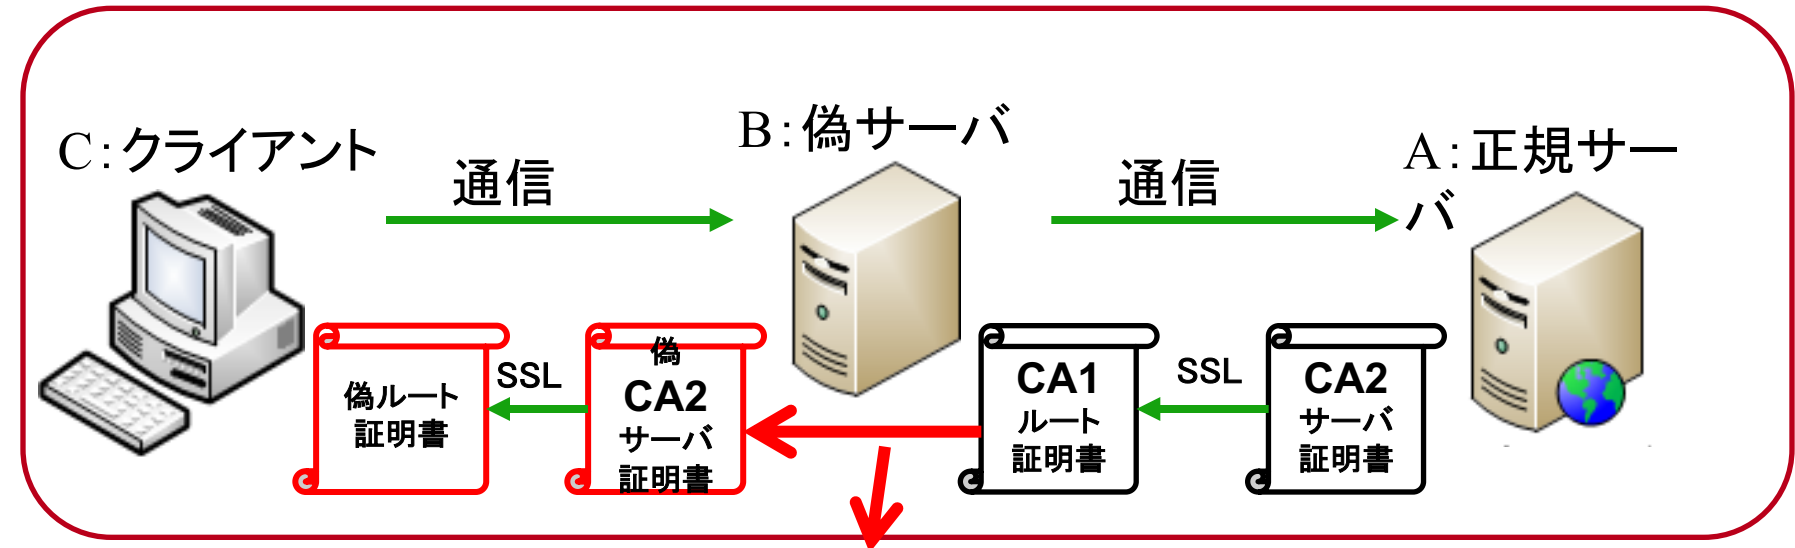 C:クライアント
通信
B:偽サーバ
通信
A:正規サー
バ
偽ルート
証明書
SSL
偽
CA2
サーバ
証明書
CA1
ルート
証明書
SSL
CA2
サーバ
証明書